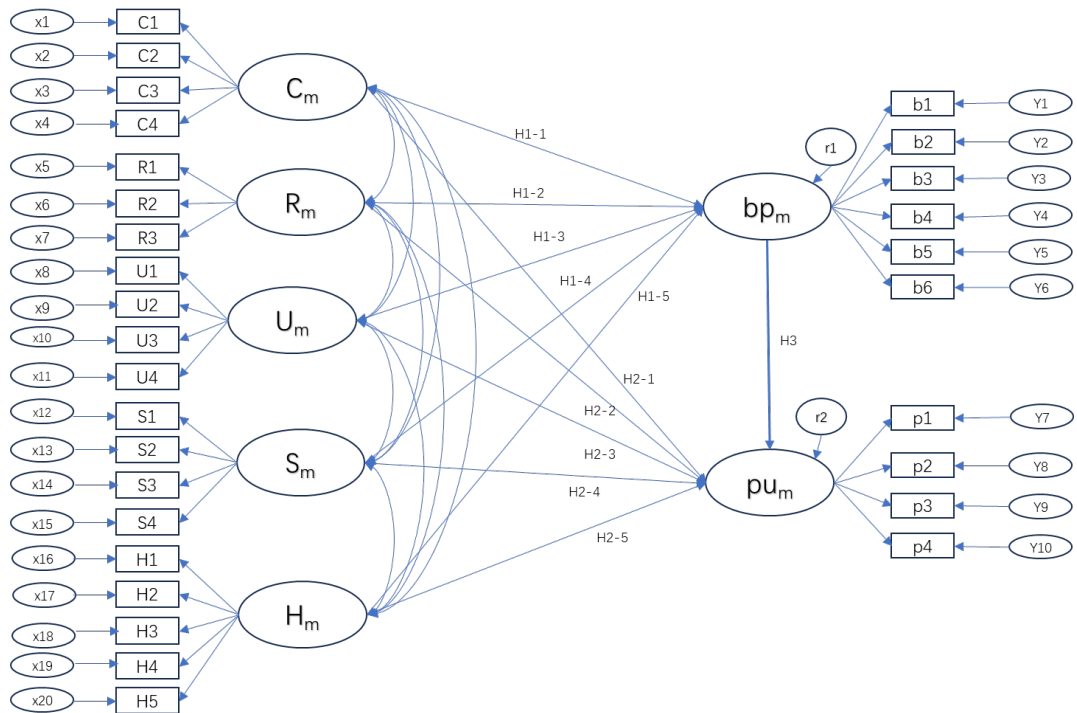 x1 C1
x2 C2
x3 C3
x4 C4
x5 R1
x6 R2
x7 R3
x8 U1
x9 U2
x10 U3
x11 U4
x12 S1
x13 S2
x14 S3
x15 S4
x16 H1
x17 H2
x18 H3
x19 H4
x20 H5
Cm
Rm
Um
Sm
Hm
H1-1
H1-2
H1-3
H1-4
H1-5
H2-1
H2-2
H2-3
H2-4
H2-5
r1
bpm
H3
r2
pum
b1 Y1
b2 Y2
b3 Y3
b4 Y4
b5 Y5
b6 Y6
p1 Y7
p2 Y8
p3 Y9
p4 Y10